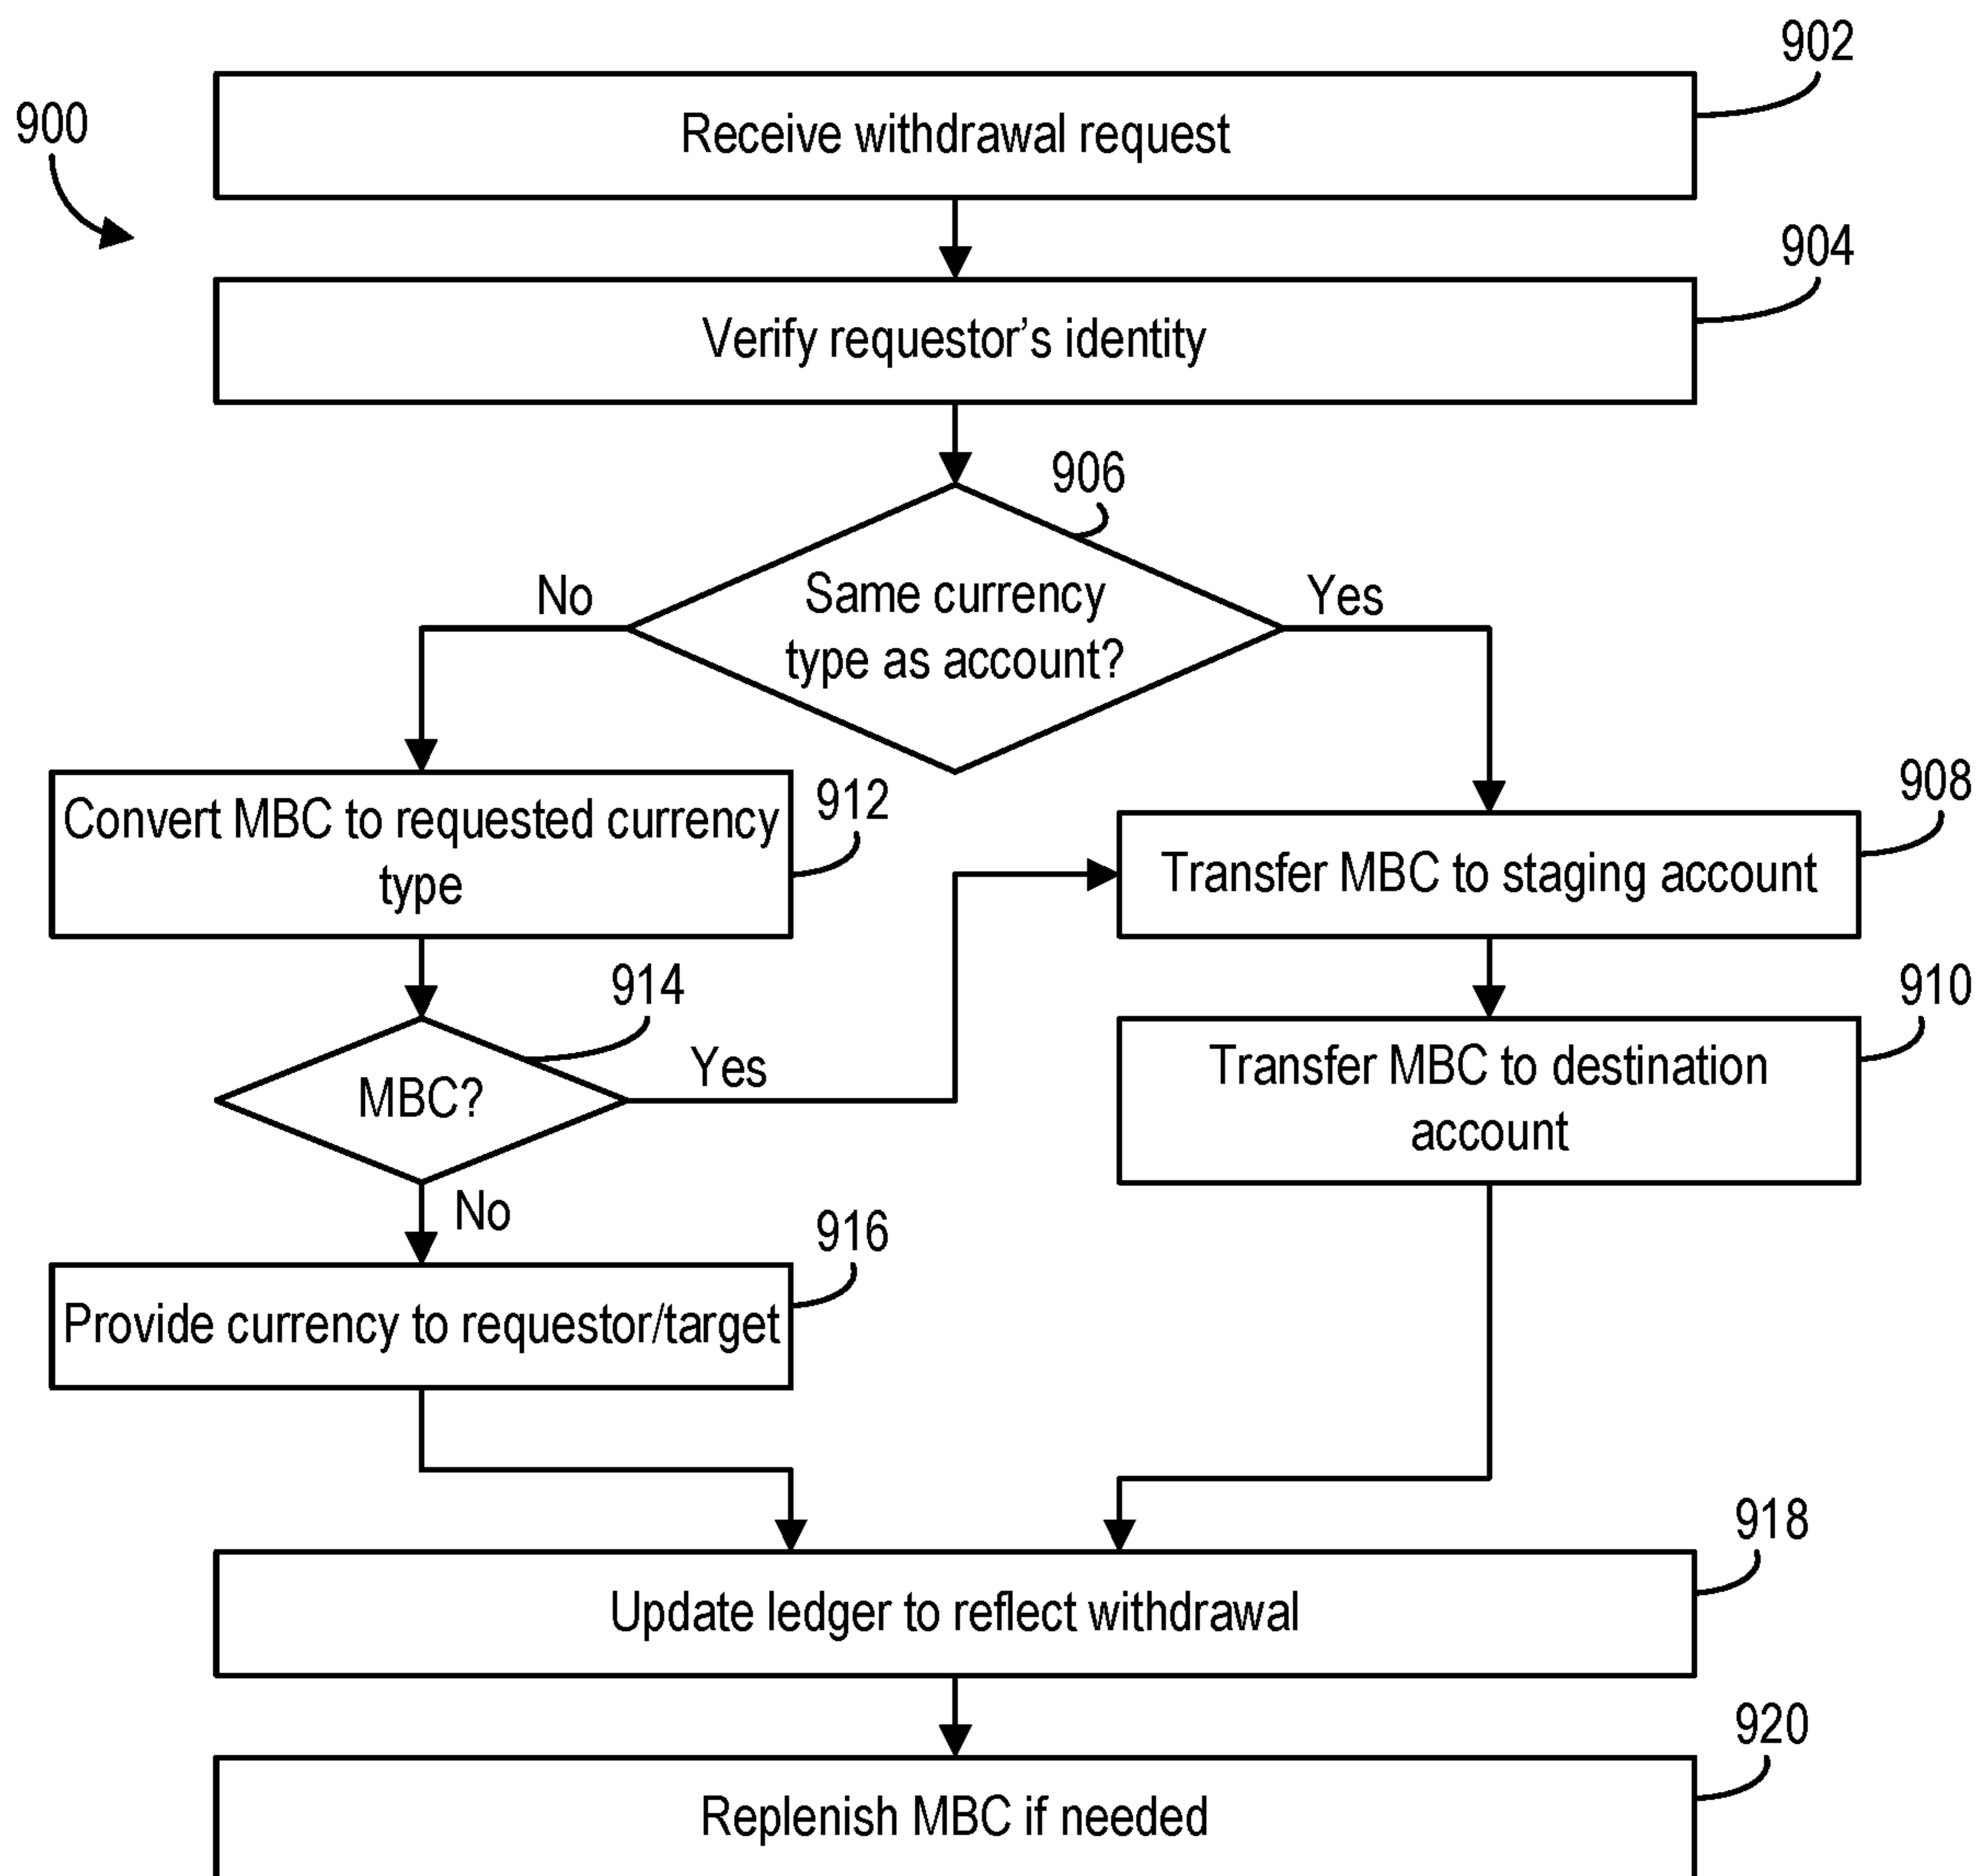 902
900
Receive withdrawal request
904
Verify requestor’s identity
906
No
Same currency
type as account?
Yes
912
Convert MBC to requested currency
type
908
Transfer MBC to staging account
914
MBC?
Yes
910
Transfer MBC to destination
account
No
916
Provide currency to requestor/target
918
Update ledger to reflect withdrawal
920
Replenish MBC if needed